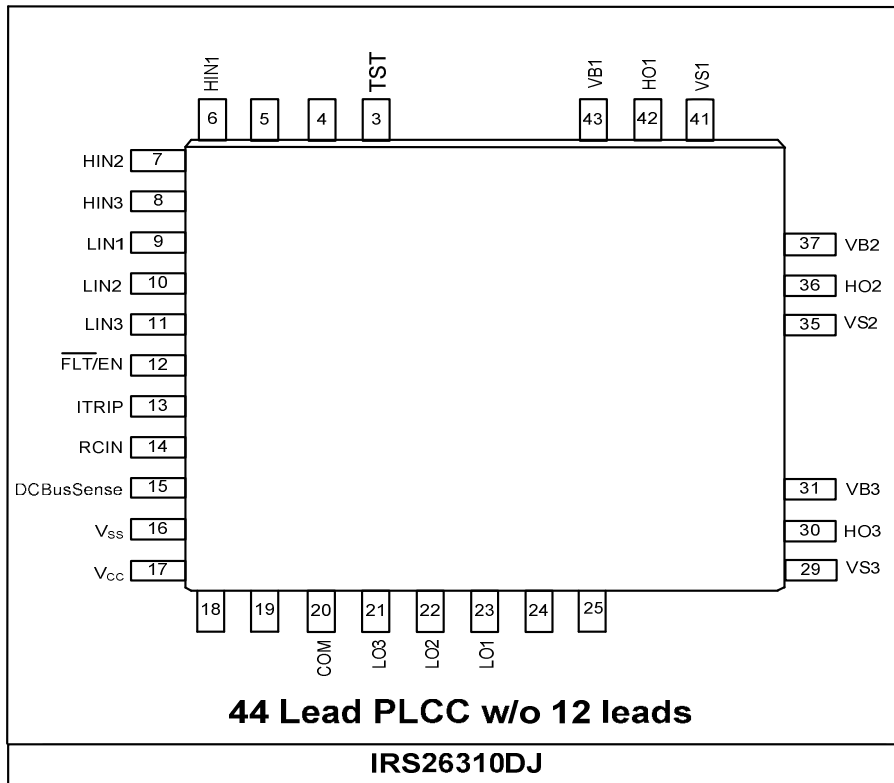 HIN1 TST VB1 HO1 VS1
6 5 4 3 43 42 41
HIN2 7
HIN3 8
LIN1 9
37 VB2
LIN2 10
36 HO2
LIN3 11
35 VS2
FLT/EN 12
ITRIP 13
RCIN 14
DCBusSense 15
31 VB3
VSS 16
30 HO3
VCC 17
29 VS3
18 19 20 21 22 23 24 25
COM LO3 LO2 LO1
44 Lead PLCC w/o 12 leads
IRS26310DJ